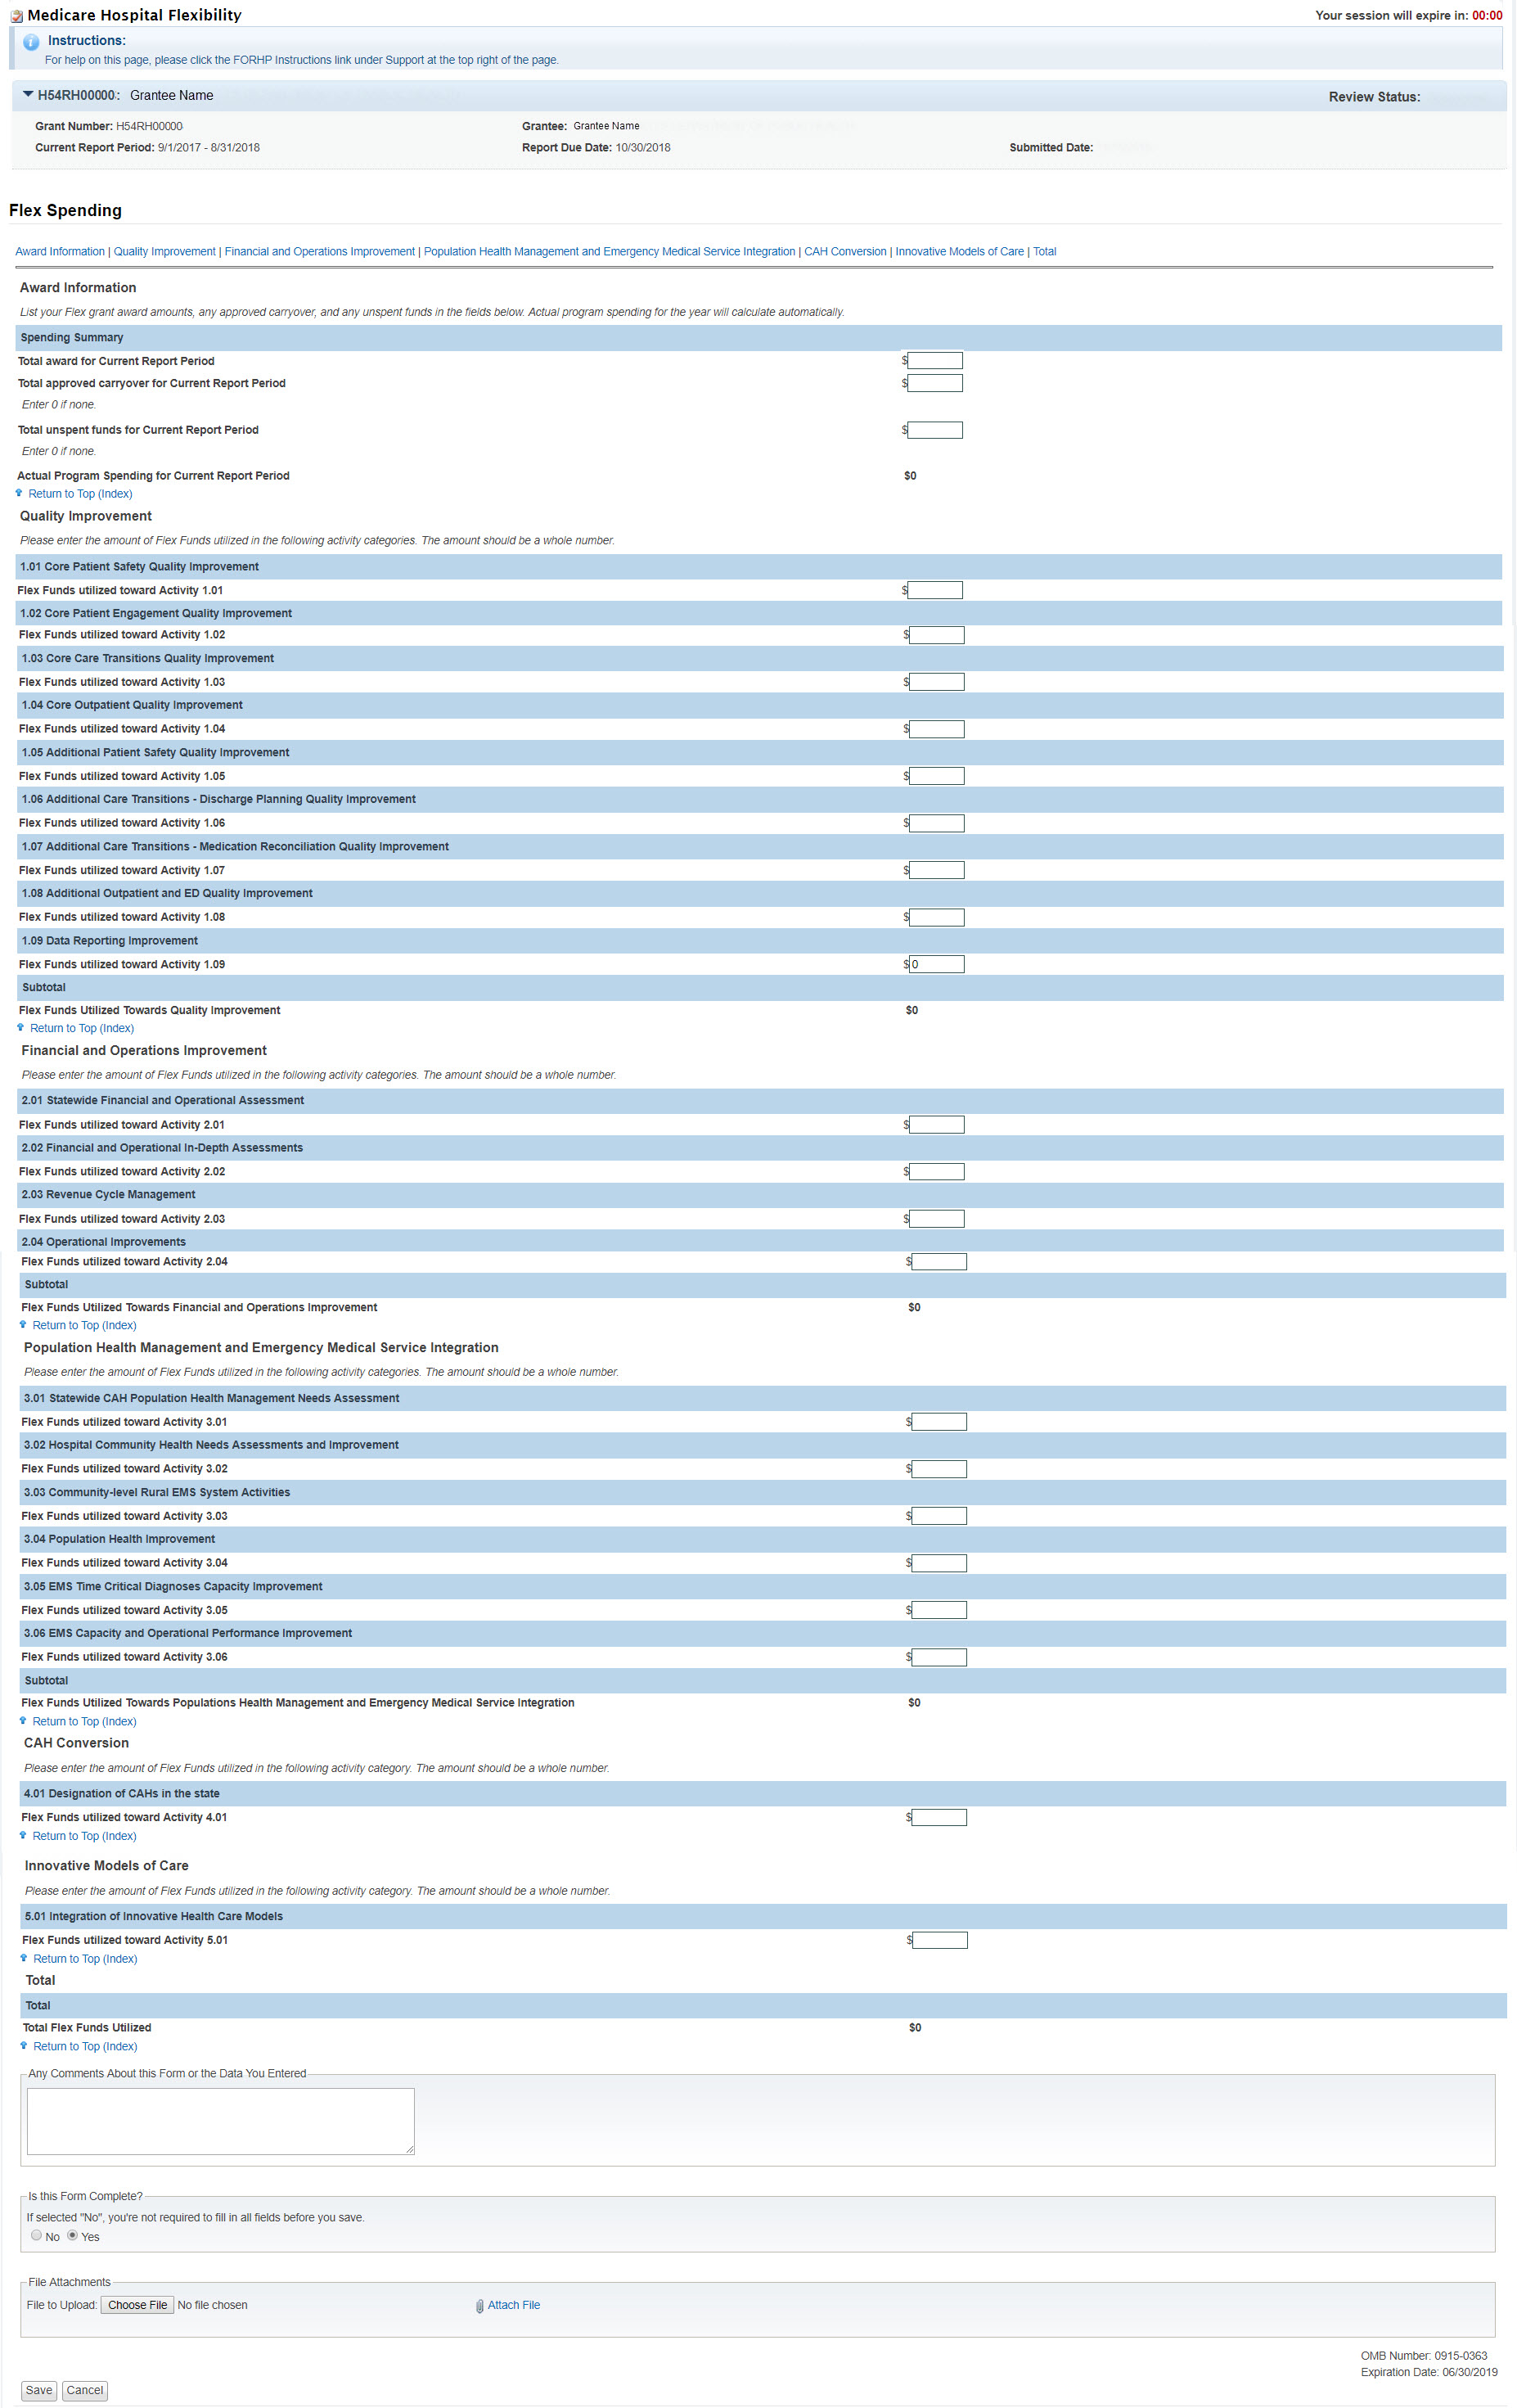 Medicare Hospital Flexibility
Your session will expire in: 00:00
Instructions:
For help on this page, please click the FORHP Instructions link under Support at the top right of the page.
H54RH00000: Grantee Name
Review Status:
Grant Number: H54RH00000
Grantee: Grantee Name
Current Report Period: 9/1/2017 - 8/31/2018
Report Due Date: 10/30/2018
Submitted Date:
Flex Spending
Award Information | Quality Improvement | Financial and Operations Improvement | Population Health Management and Emergency Medical Service Integration | CAH Conversion | Innovative Models of Care | Total
Award Information
List your Flex grant award amounts, any approved carryover, and any unspent funds in the fields below. Actual program spending for the year will calculate automatically.
Spending Summary
Total award for Current Report Period $
Total approved carryover for Current Report Period $
Enter 0 if none.
Total unspent funds for Current Report Period $
Enter 0 if none.
Actual Program Spending for Current Report Period $0
Return to Top (Index)
Quality Improvement
Please enter the amount of Flex Funds utilized in the following activity categories. The amount should be a whole number.
1.01 Core Patient Safety Quality Improvement
Flex Funds utilized toward Activity 1.01 $
1.02 Core Patient Engagement Quality Improvement
Flex Funds utilized toward Activity 1.02 $
1.03 Core Care Transitions Quality Improvement
Flex Funds utilized toward Activity 1.03 $
1.04 Core Outpatient Quality Improvement
Flex Funds utilized toward Activity 1.04 $
1.05 Additional Patient Safety Quality Improvement
Flex Funds utilized toward Activity 1.05 $
1.06 Additional Care Transitions - Discharge Planning Quality Improvement
Flex Funds utilized toward Activity 1.06 $
1.07 Additional Care Transitions - Medication Reconciliation Quality Improvement
Flex Funds utilized toward Activity 1.07 $
1.08 Additional Outpatient and ED Quality Improvement
Flex Funds utilized toward Activity 1.08 $
1.09 Data Reporting Improvement
Flex Funds utilized toward Activity 1.09 $ 0
Subtotal
Flex Funds Utilized Towards Quality Improvement $0
Return to Top (Index)
Financial and Operations Improvement
Please enter the amount of Flex Funds utilized in the following activity categories. The amount should be a whole number.
2.01 Statewide Financial and Operational Assessment
Flex Funds utilized toward Activity 2.01 $
2.02 Financial and Operational In-Depth Assessments
Flex Funds utilized toward Activity 2.02 $
2.03 Revenue Cycle Management
Flex Funds utilized toward Activity 2.03 $
2.04 Operational Improvements
Flex Funds utilized toward Activity 2.04 $
Subtotal
Flex Funds Utilized Towards Financial and Operations Improvement $0
Return to Top (Index)
Population Health Management and Emergency Medical Service Integration
Please enter the amount of Flex Funds utilized in the following activity categories. The amount should be a whole number.
3.01 Statewide CAH Population Health Management Needs Assessment
Flex Funds utilized toward Activity 3.01 $
3.02 Hospital Community Health Needs Assessments and Improvement
Flex Funds utilized toward Activity 3.02 $
3.03 Community-level Rural EMS System Activities
Flex Funds utilized toward Activity 3.03 $
3.04 Population Health Improvement
Flex Funds utilized toward Activity 3.04 $
3.05 EMS Time Critical Diagnoses Capacity Improvement
Flex Funds utilized toward Activity 3.05 $
3.06 EMS Capacity and Operational Performance Improvement
Flex Funds utilized toward Activity 3.06 $
Subtotal
Flex Funds Utilized Towards Populations Health Management and Emergency Medical Service Integration $0
Return to Top (Index)
CAH Conversion
Please enter the amount of Flex Funds utilized in the following activity category. The amount should be a whole number.
4.01 Designation of CAHs in the state
Flex Funds utilized toward Activity 4.01 $
Return to Top (Index)
Innovative Models of Care
Please enter the amount of Flex Funds utilized in the following activity category. The amount should be a whole number.
5.01 Integration of Innovative Health Care Models
Flex Funds utilized toward Activity 5.01 $
Return to Top (Index)
Total
Total
Total Flex Funds Utilized $0
Return to Top (Index)
Any Comments About this Form or the Data You Entered
Is this Form Complete?
If selected "No", you're not required to fill in all fields before you save.
No Yes
File Attachments
File to Upload: Choose File No file chosen
Attach File
OMB Number: 0915-0363
Expiration Date: 06/30/2019
Save Cancel